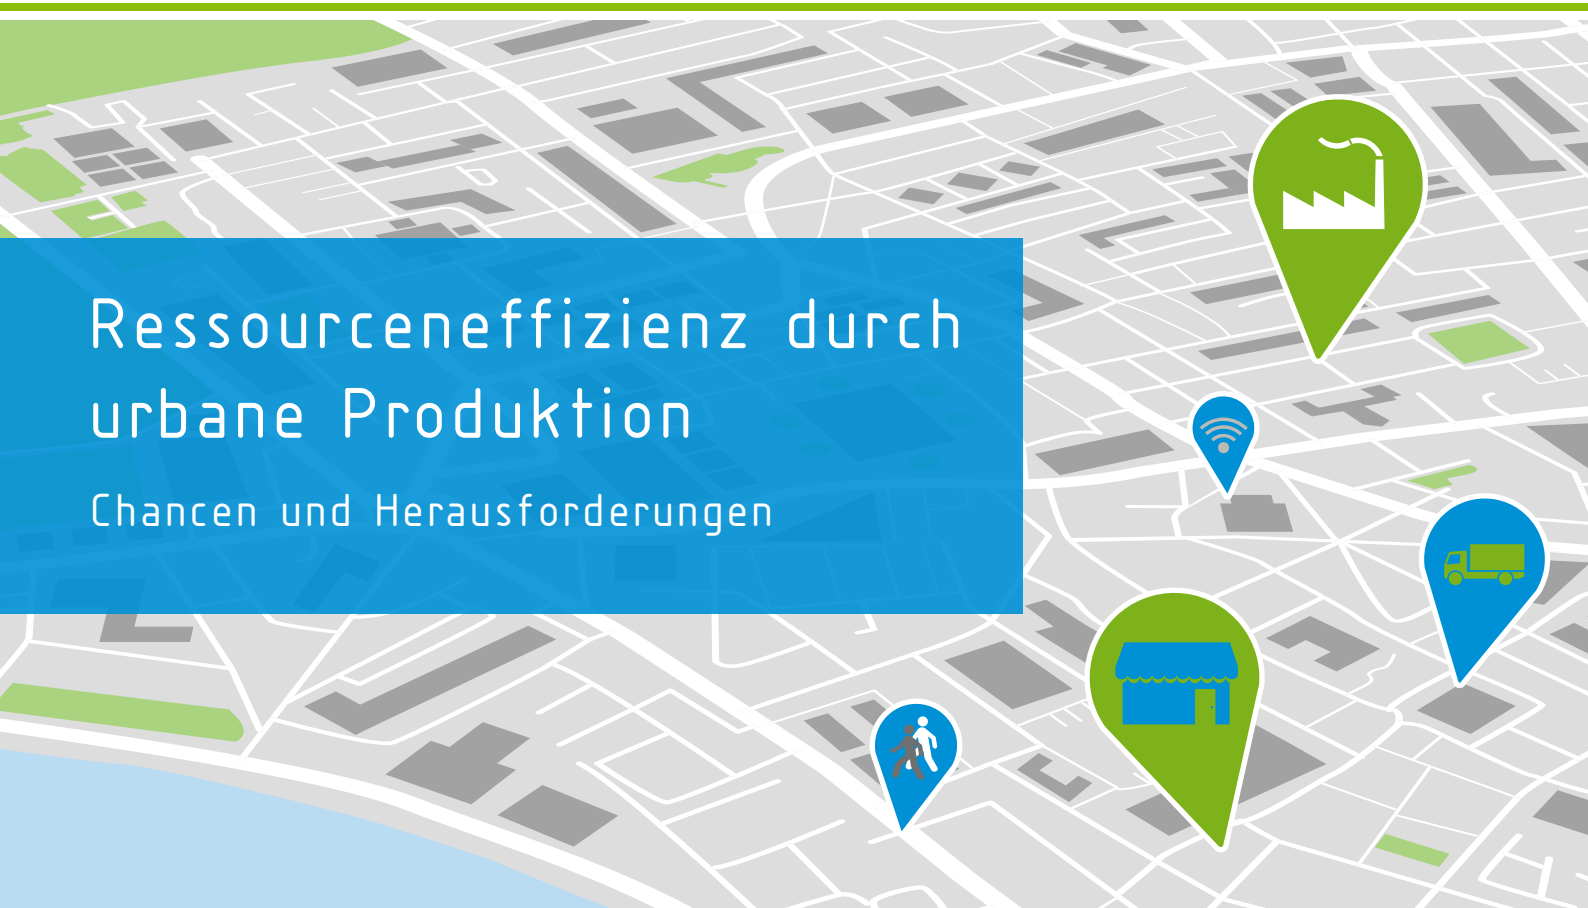 Ressourceneffizienz durch
urbane Produktion
Chancen und Herausforderungen